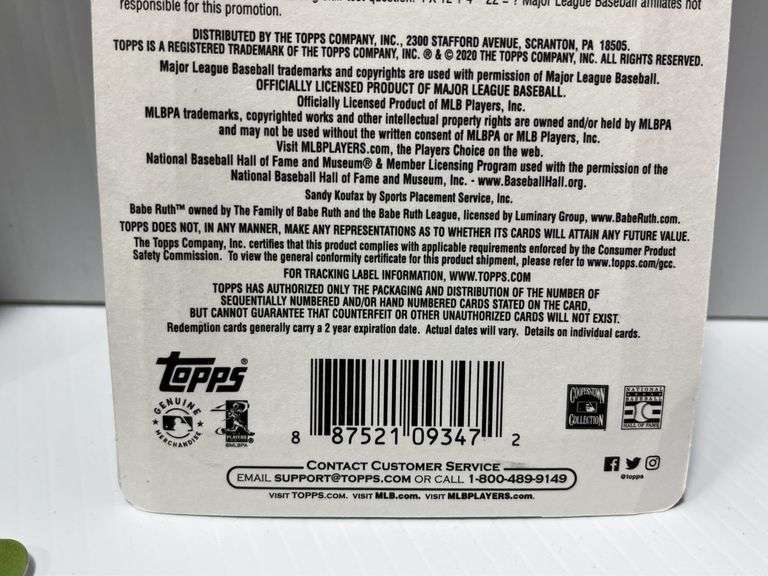 responsible for this promotion.
Major League Baseball affiliates not
DISTRIBUTED BY THE TOPPS COMPANY, INC., 2300 STAFFORD AVENUE, SCRANTON, PA 18505.
TOPPS IS A REGISTERED TRADEMARK OF THE TOPPS COMPANY, INC. ® & © 2020 THE TOPPS COMPANY, INC. ALL RIGHTS RESERVED.
Major League Baseball trademarks and copyrights are used with permission of Major League Baseball.
OFFICIALLY LICENSED PRODUCT OF MAJOR LEAGUE BASEBALL.
Officially Licensed Product of MLB Players, Inc.
MLBPA trademarks, copyrighted works and other intellectual property rights are owned and/or held by MLBPA
and may not be used without the written consent of MLBPA or MLB Players, Inc.
Visit MLBPLAYERS.com, the Players Choice on the web.
National Baseball Hall of Fame and Museum® & Member Licensing Program used with the permission of the
National Baseball Hall of Fame and Museum, Inc. - www.BaseballHall.org.
Sandy Koufax by Sports Placement Service, Inc.
Babe Ruth™ owned by The Family of Babe Ruth and the Babe Ruth League, licensed by Luminary Group, www.BabeRuth.com.
TOPPS DOES NOT, IN ANY MANNER, MAKE ANY REPRESENTATIONS AS TO WHETHER ITS CARDS WILL ATTAIN ANY FUTURE VALUE.
The Topps Company, Inc. certifies that this product complies with applicable requirements enforced by the Consumer Product
Safety Commission. To view the general conformity certificate for this product shipment, please refer to www.topps.com/gcc.
FOR TRACKING LABEL INFORMATION, WWW.TOPPS.COM
TOPPS HAS AUTHORIZED ONLY THE PACKAGING AND DISTRIBUTION OF THE NUMBER OF
SEQUENTIALLY NUMBERED AND/OR HAND NUMBERED CARDS STATED ON THE CARD,
BUT CANNOT GUARANTEE THAT COUNTERFEIT OR OTHER UNAUTHORIZED CARDS WILL NOT EXIST.
Redemption cards generally carry a 2 year expiration date. Actual dates will vary. Details on individual cards.
topps®
GENUINE
MERCHANDISE
PLAYERS
©MLBPA
8 87521 09347 2
COOPERSTOWN
COLLECTION
NATIONAL
BASEBALL
HALL OF FAME
@topps
CONTACT CUSTOMER SERVICE
EMAIL SUPPORT@TOPPS.COM OR CALL 1-800-489-9149
VISIT TOPPS.COM. VISIT MLB.com. VISIT MLBPLAYERS.com.